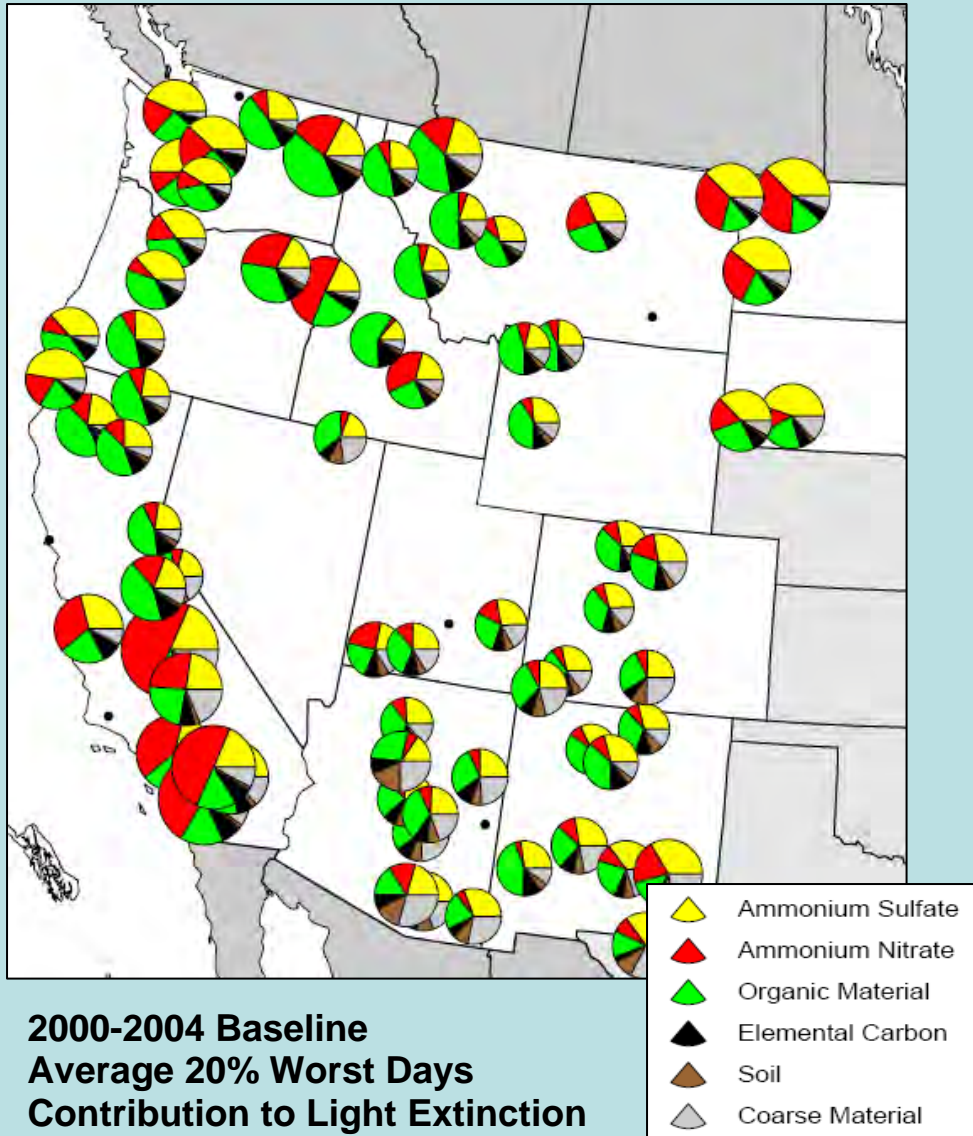 Ammonium Sulfate
Ammonium Nitrate
Organic Material
Elemental Carbon
Soil
Coarse Material
2000-2004 Baseline
Average 20% Worst Days
Contribution to Light Extinction